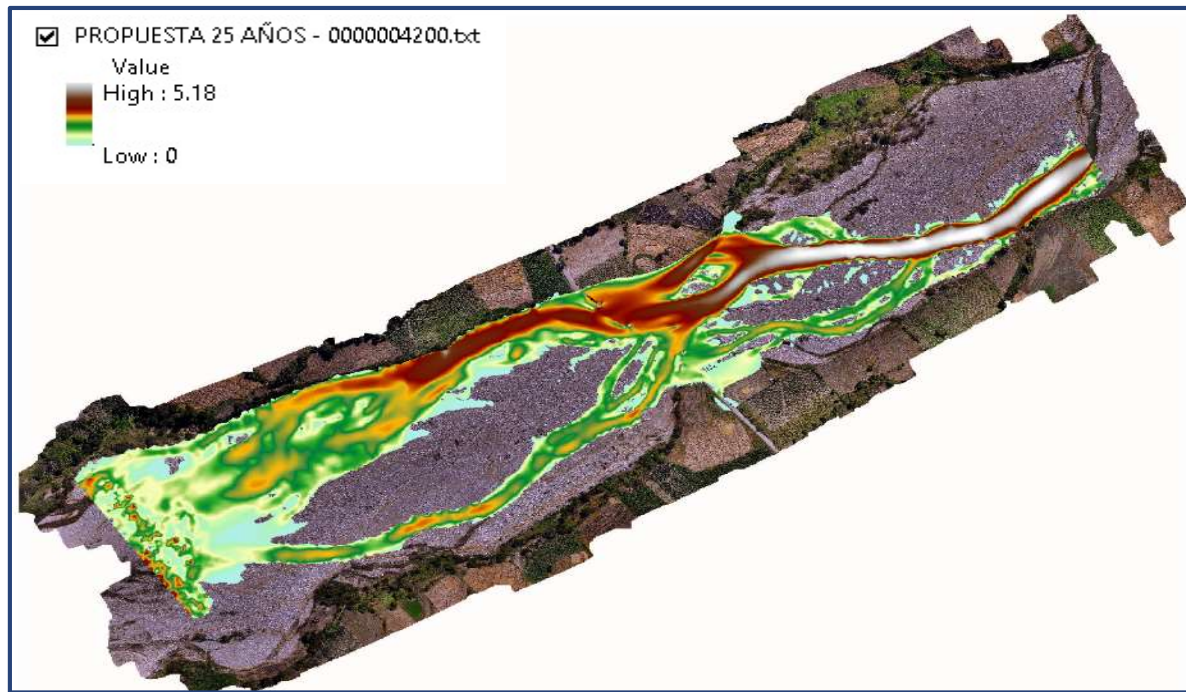 PROPUESTA 25 AÑOS - 0000004200.txt
Value
High : 5.18
Low : 0